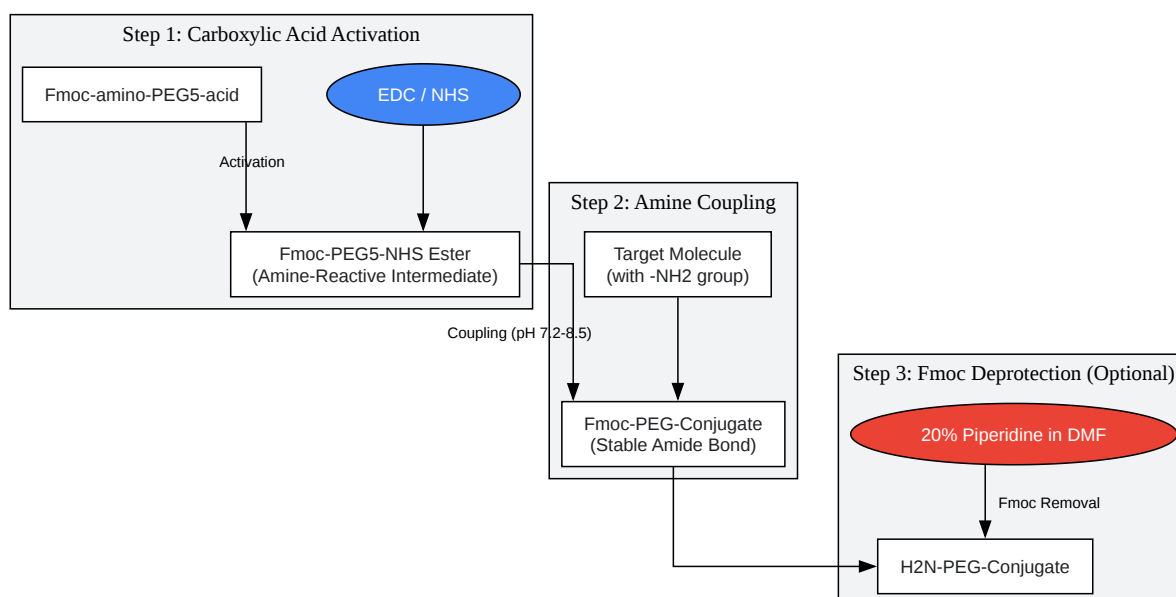 Step 1: Carboxylic Acid Activation
Fmoc-amino-PEG5-acid
EDC / NHS
Activation
Fmoc-PEG5-NHS Ester
(Amine-Reactive Intermediate)
Step 2: Amine Coupling
Target Molecule
(with -NH2 group)
Coupling (pH 7.2-8.5)
Fmoc-PEG-Conjugate
(Stable Amide Bond)
Step 3: Fmoc Deprotection (Optional)
20% Piperidine in DMF
Fmoc Removal
H2N-PEG-Conjugate